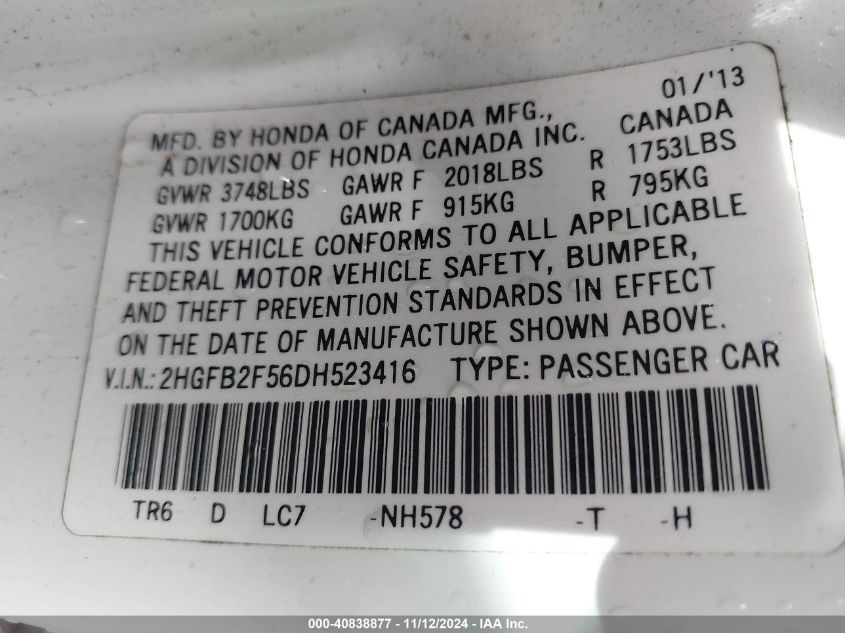 01/'13
MFD. BY HONDA OF CANADA MFG., CANADA
A DIVISION OF HONDA CANADA INC.
GVWR 3748LBS GAWR F 2018LBS R 1753LBS
GVWR 1700KG GAWR F 915KG R 795KG
THIS VEHICLE CONFORMS TO ALL APPLICABLE
FEDERAL MOTOR VEHICLE SAFETY, BUMPER,
AND THEFT PREVENTION STANDARDS IN EFFECT
ON THE DATE OF MANUFACTURE SHOWN ABOVE.
V.I.N.: 2HGFB2F56DH523416 TYPE: PASSENGER CAR
TR6 D LC7 -NH578 -T -H
000-40838877 - 11/12/2024 - IAA Inc.